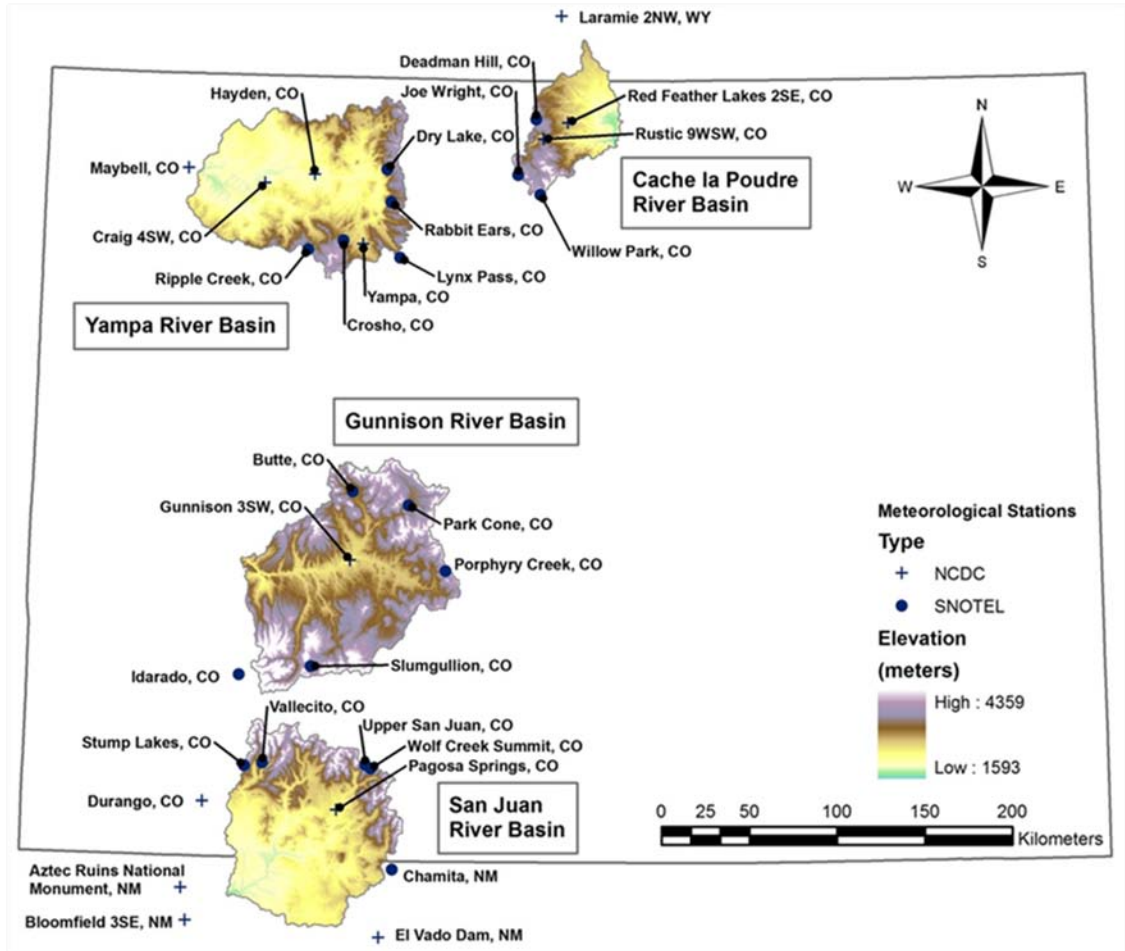 Laramie 2NW, WY
Deadman Hill, CO
Joe Wright, CO
Hayden, CO
Red Feather Lakes 2SE, CO
Rustic 9WSW, CO
Dry Lake, CO
Maybell, CO
Cache la Poudre
River Basin
Craig 4SW, CO
Rabbit Ears, CO
Willow Park, CO
Ripple Creek, CO
Lynx Pass, CO
Yampa, CO
Crosho, CO
Yampa River Basin
N
W
E
S
Gunnison River Basin
Butte, CO
Gunnison 3SW, CO
Park Cone, CO
Porphyry Creek, CO
Slumgullion, CO
Idarado, CO
Vallecito, CO
Upper San Juan, CO
Stump Lakes, CO
Wolf Creek Summit, CO
Pagosa Springs, CO
Durango, CO
San Juan
River Basin
Aztec Ruins National
Monument, NM
Chamita, NM
Bloomfield 3SE, NM
El Vado Dam, NM
Meteorological Stations
Type
NCDC
SNOTEL
Elevation
(meters)
High : 4359
Low : 1593
0 25 50 100 150 200
Kilometers